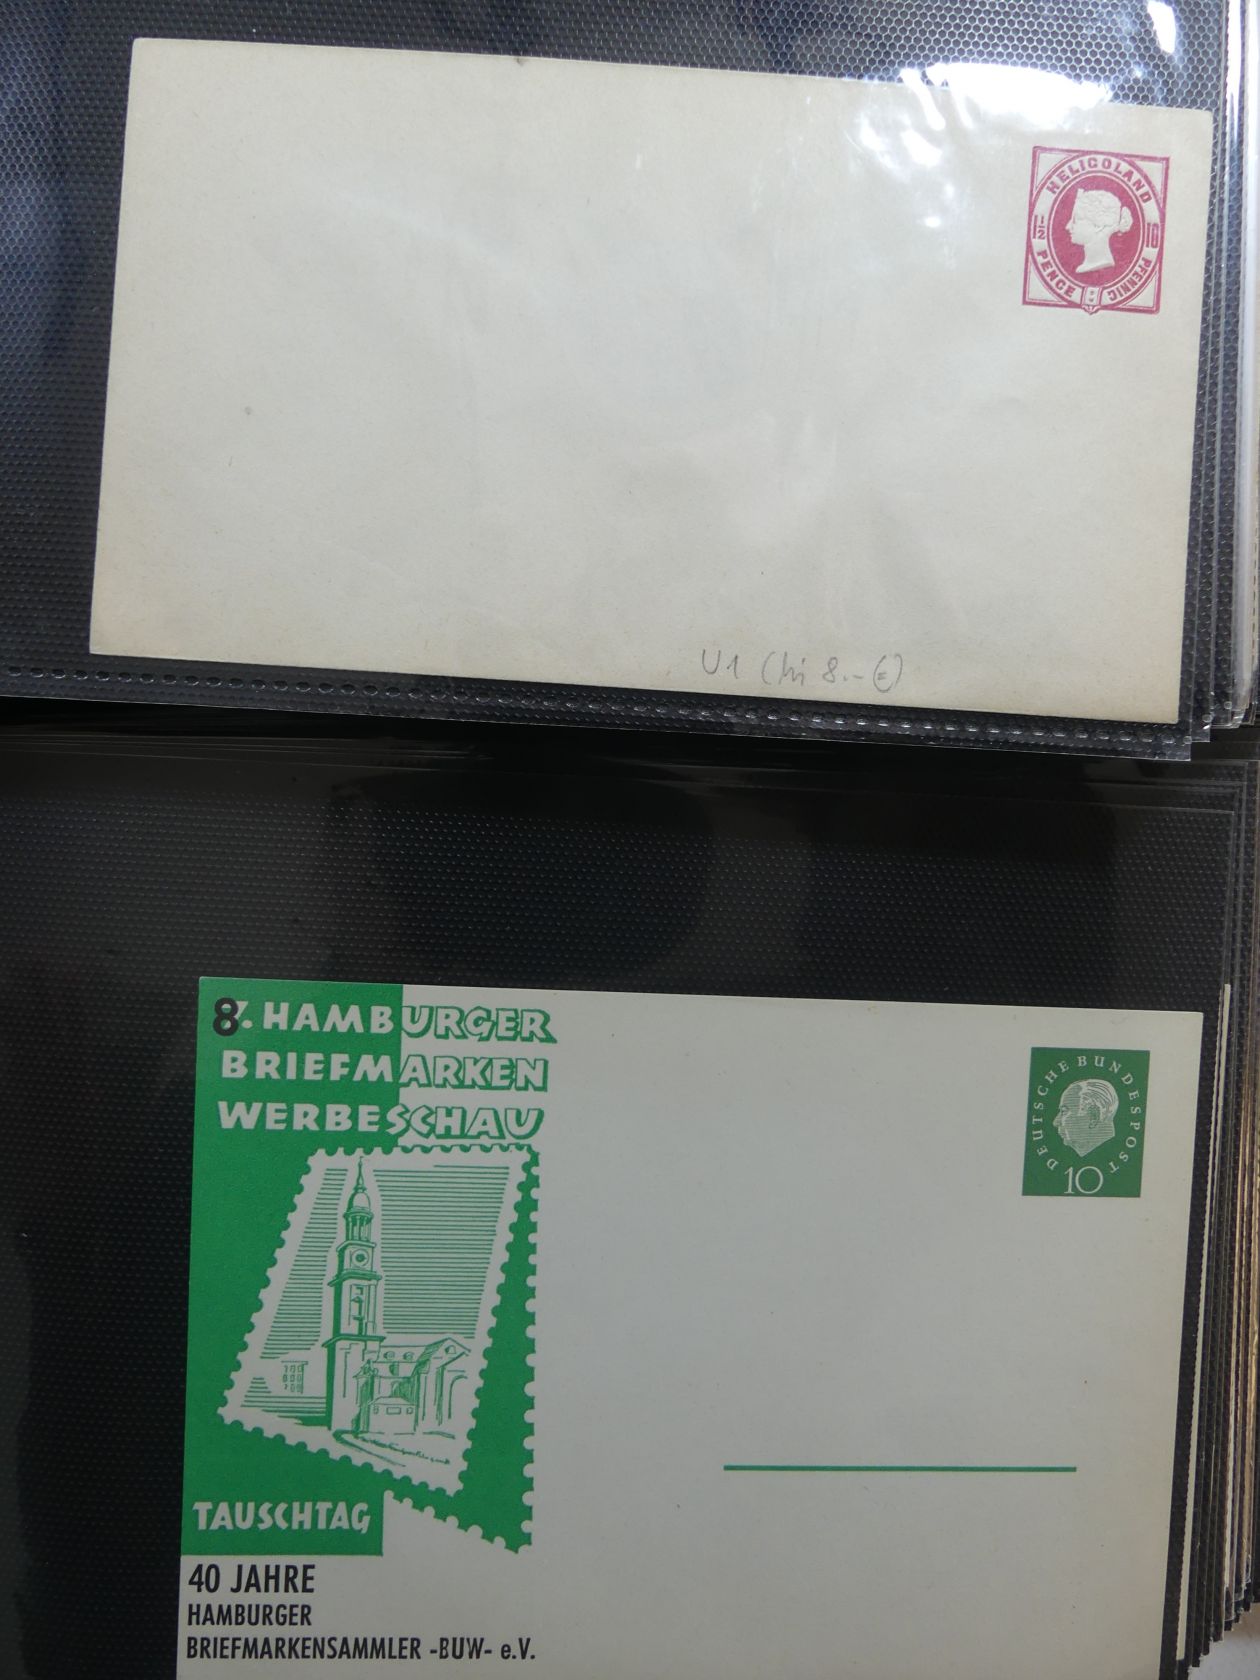 HELIGOLAND
1½ PENCE
10 PFENNIG
U1 (Mi 8.-€)
8. HAMBURGER
BRIEFMARKEN
WERBESCHAU
DEUTSCHE BUNDESPOST
10
TAUSCHTAG
40 JAHRE
HAMBURGER
BRIEFMARKENSAMMLER -BUW- e.V.